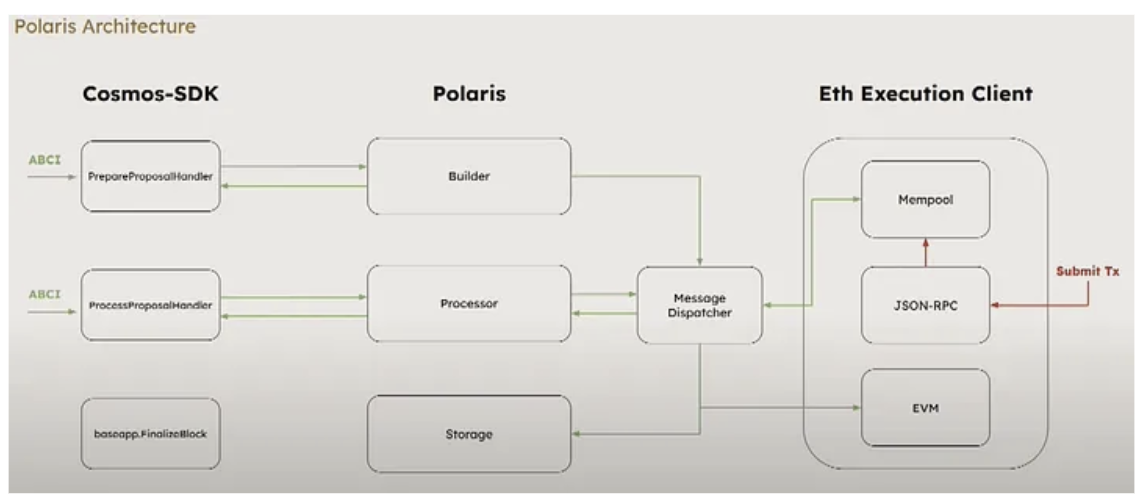 Polaris Architecture
Cosmos-SDK
Polaris
Eth Execution Client
ABCI
PrepareProposalHandler
Builder
Mempool
ABCI
ProcessProposalHandler
Processor
Message
Dispatcher
JSON-RPC
Submit Tx
baseapp.FinalizeBlock
Storage
EVM